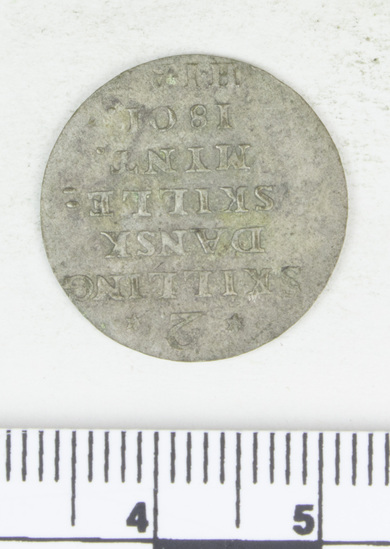 2
SKILLING
DANSK
SKILLE:
MYNT.
1801
4 5